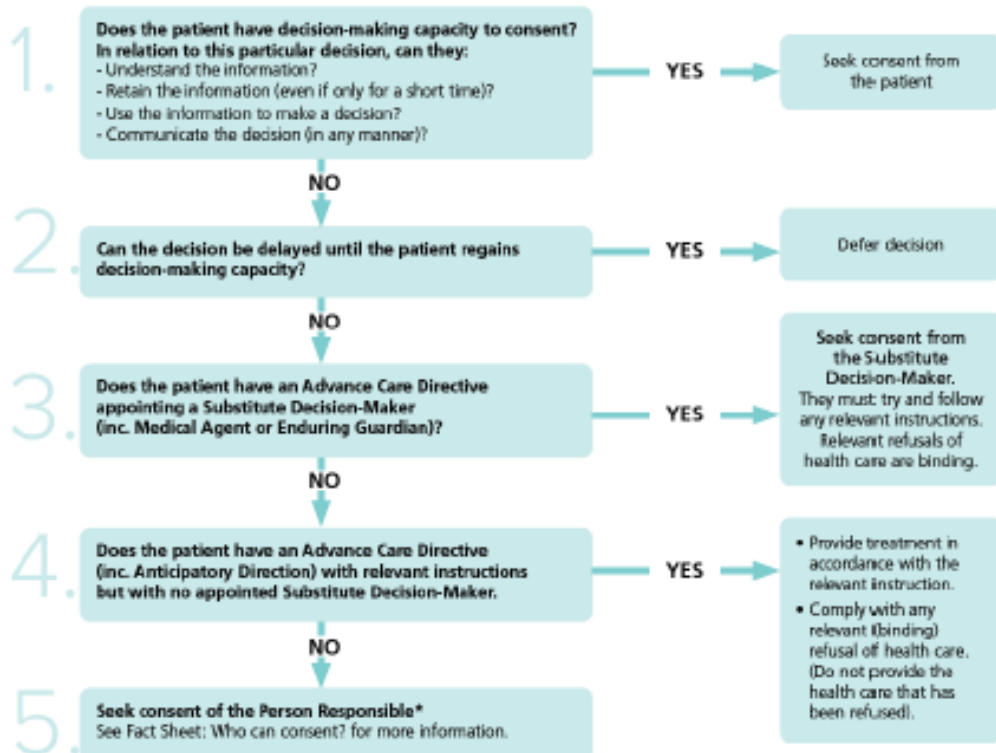 1.
Does the patient have decision-making capacity to consent?
In relation to this particular decision, can they:
- Understand the information?
- Retain the information (even if only for a short time)?
- Use the information to make a decision?
- Communicate the decision (in any manner)?
YES
Seek consent from
the patient
NO
2.
Can the decision be delayed until the patient regains
decision-making capacity?
YES
Defer decision
NO
3.
Does the patient have an Advance Care Directive
appointing a Substitute Decision-Maker
(inc. Medical Agent or Enduring Guardian)?
YES
Seek consent from
the Substitute
Decision-Maker.
They must try and follow
any relevant instructions.
Relevant refusals of
health care are binding.
NO
4.
Does the patient have an Advance Care Directive
(inc. Anticipatory Direction) with relevant instructions
but with no appointed Substitute Decision-Maker.
YES
• Provide treatment in
accordance with the
relevant instruction.
• Comply with any
relevant (binding)
refusal of health care.
(Do not provide the
health care that has
been refused).
NO
5.
Seek consent of the Person Responsible*
See Fact Sheet: Who can consent? for more information.